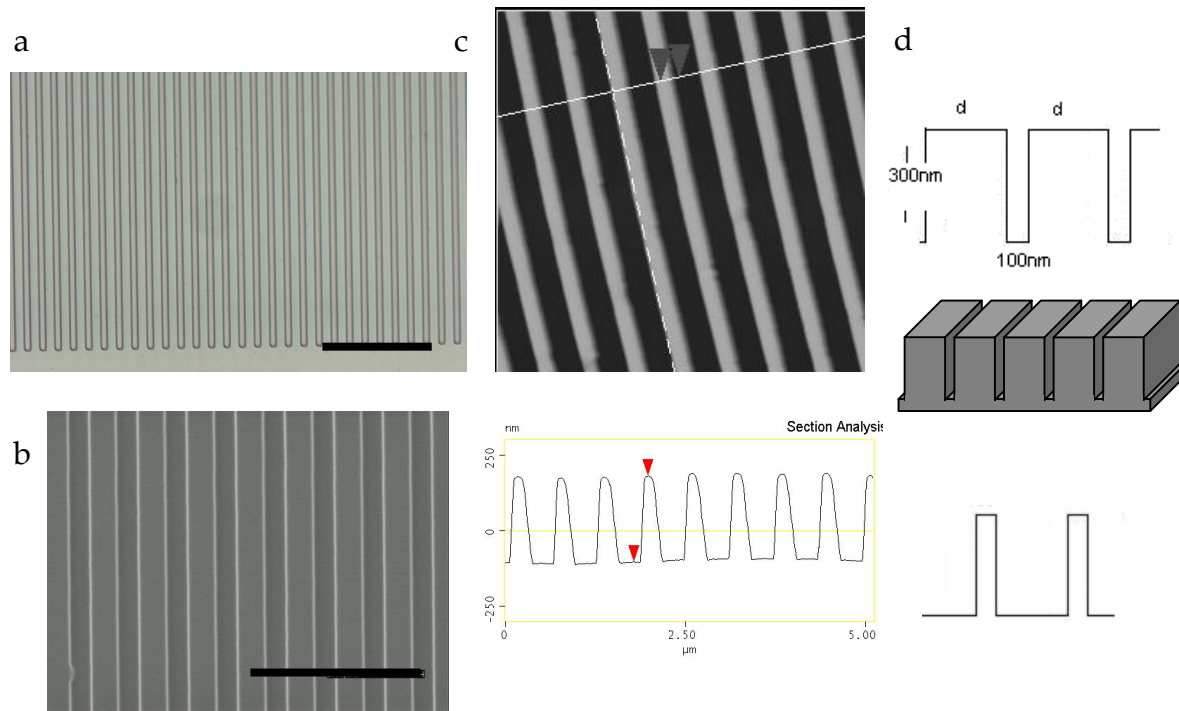 a
c
d
d d
300nm
100nm
b
nm
Section Analysis
250
0
-250
0 2.50 5.00
µm